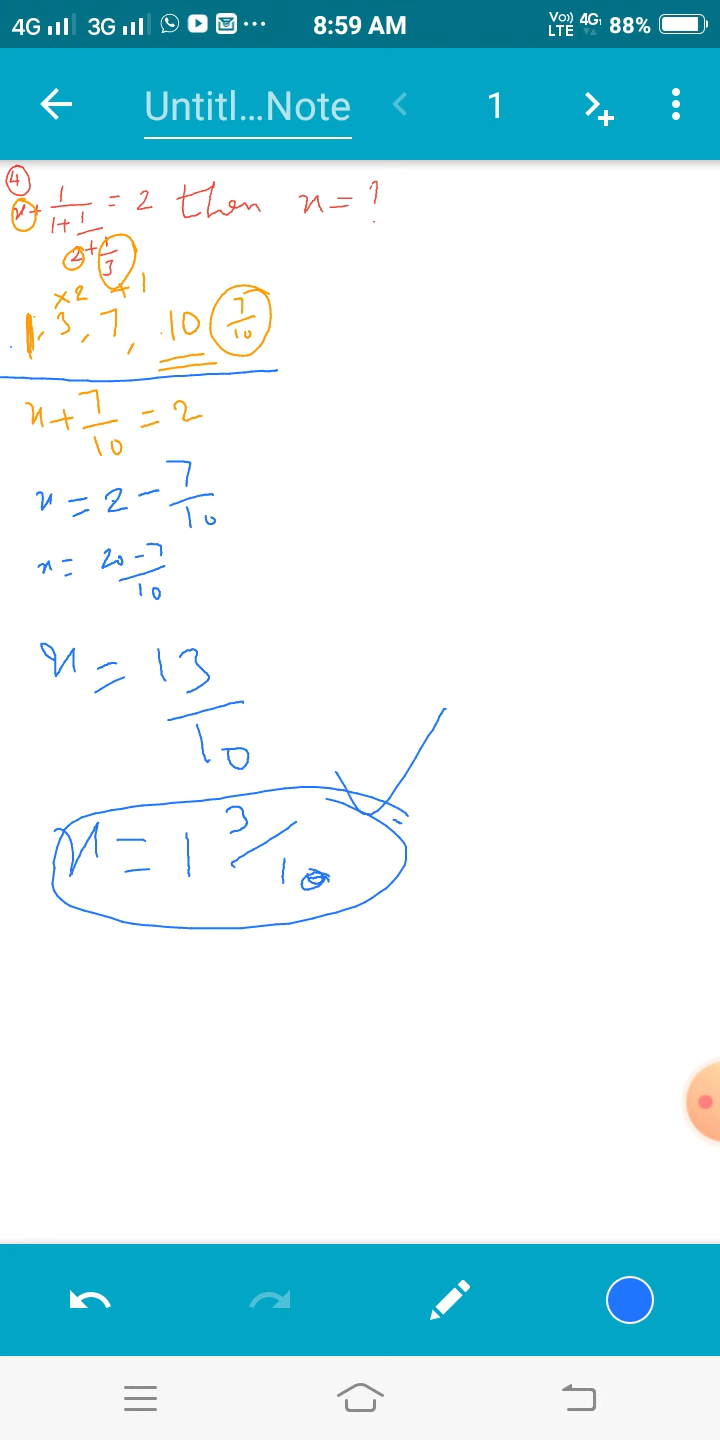 4G 3G 8:59 AM Vo)) LTE 4G 88%
Untitl...Note 1
④
x + 1/(1 + 1/(2 + 1/3)) = 2 then x = ?
×2 +1
1, 3, 7, 10 7/10
x + 7/10 = 2
x = 2 - 7/10
x = 20-7/10
x = 13/10
x = 1 3/10